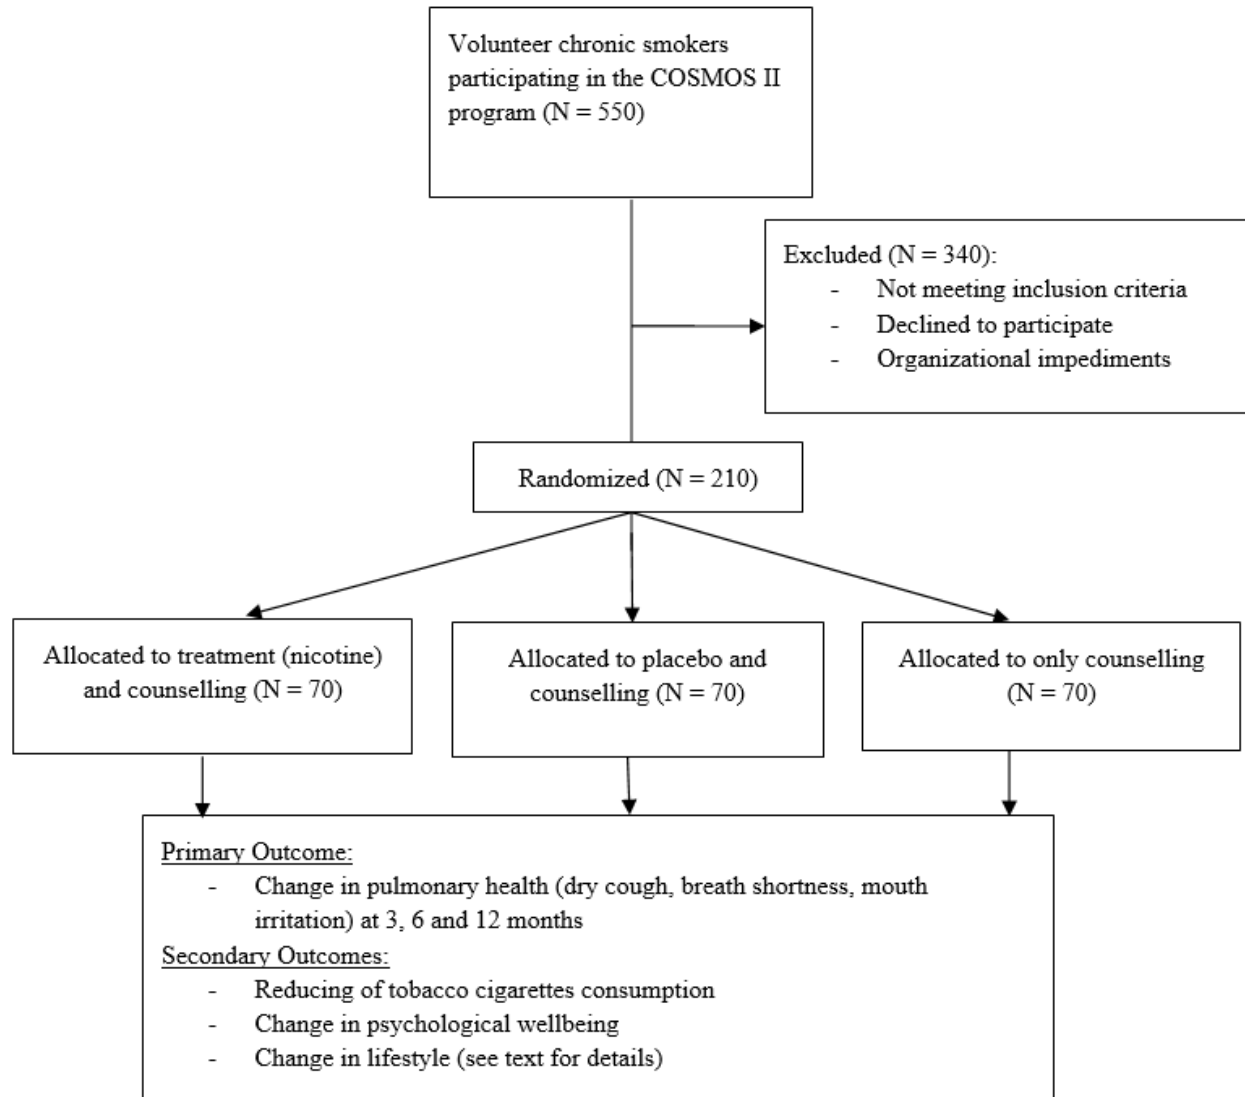 Volunteer chronic smokers
participating in the COSMOS II
program (N = 550)
Excluded (N = 340):
- Not meeting inclusion criteria
- Declined to participate
- Organizational impediments
Randomized (N = 210)
Allocated to treatment (nicotine)
and counselling (N = 70)
Allocated to placebo and
counselling (N = 70)
Allocated to only counselling
(N = 70)
Primary Outcome:
- Change in pulmonary health (dry cough, breath shortness, mouth
irritation) at 3, 6 and 12 months
Secondary Outcomes:
- Reducing of tobacco cigarettes consumption
- Change in psychological wellbeing
- Change in lifestyle (see text for details)